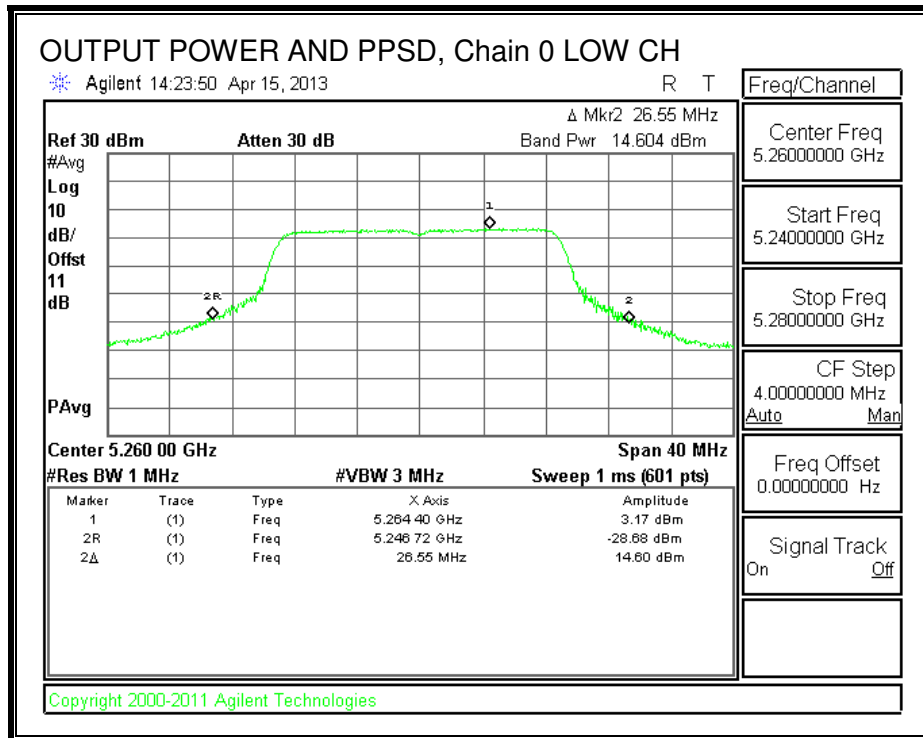 OUTPUT POWER AND PPSD, Chain 0 LOW CH
Agilent 14:23:50 Apr 15, 2013 R T
Freq/Channel
Δ Mkr2 26.55 MHz
Ref 30 dBm Atten 30 dB Band Pwr 14.604 dBm
#Avg
Log
10
dB/
Offst
11
dB
1
2R
2
PAvg
Center 5.260 00 GHz Span 40 MHz
#Res BW 1 MHz #VBW 3 MHz Sweep 1 ms (601 pts)
Marker Trace Type X Axis Amplitude
1 (1) Freq 5.264 40 GHz 3.17 dBm
2R (1) Freq 5.246 72 GHz -28.68 dBm
2Δ (1) Freq 26.55 MHz 14.60 dBm
Center Freq
5.26000000 GHz
Start Freq
5.24000000 GHz
Stop Freq
5.28000000 GHz
CF Step
4.00000000 MHz
Auto Man
Freq Offset
0.00000000 Hz
Signal Track
On Off
Copyright 2000-2011 Agilent Technologies